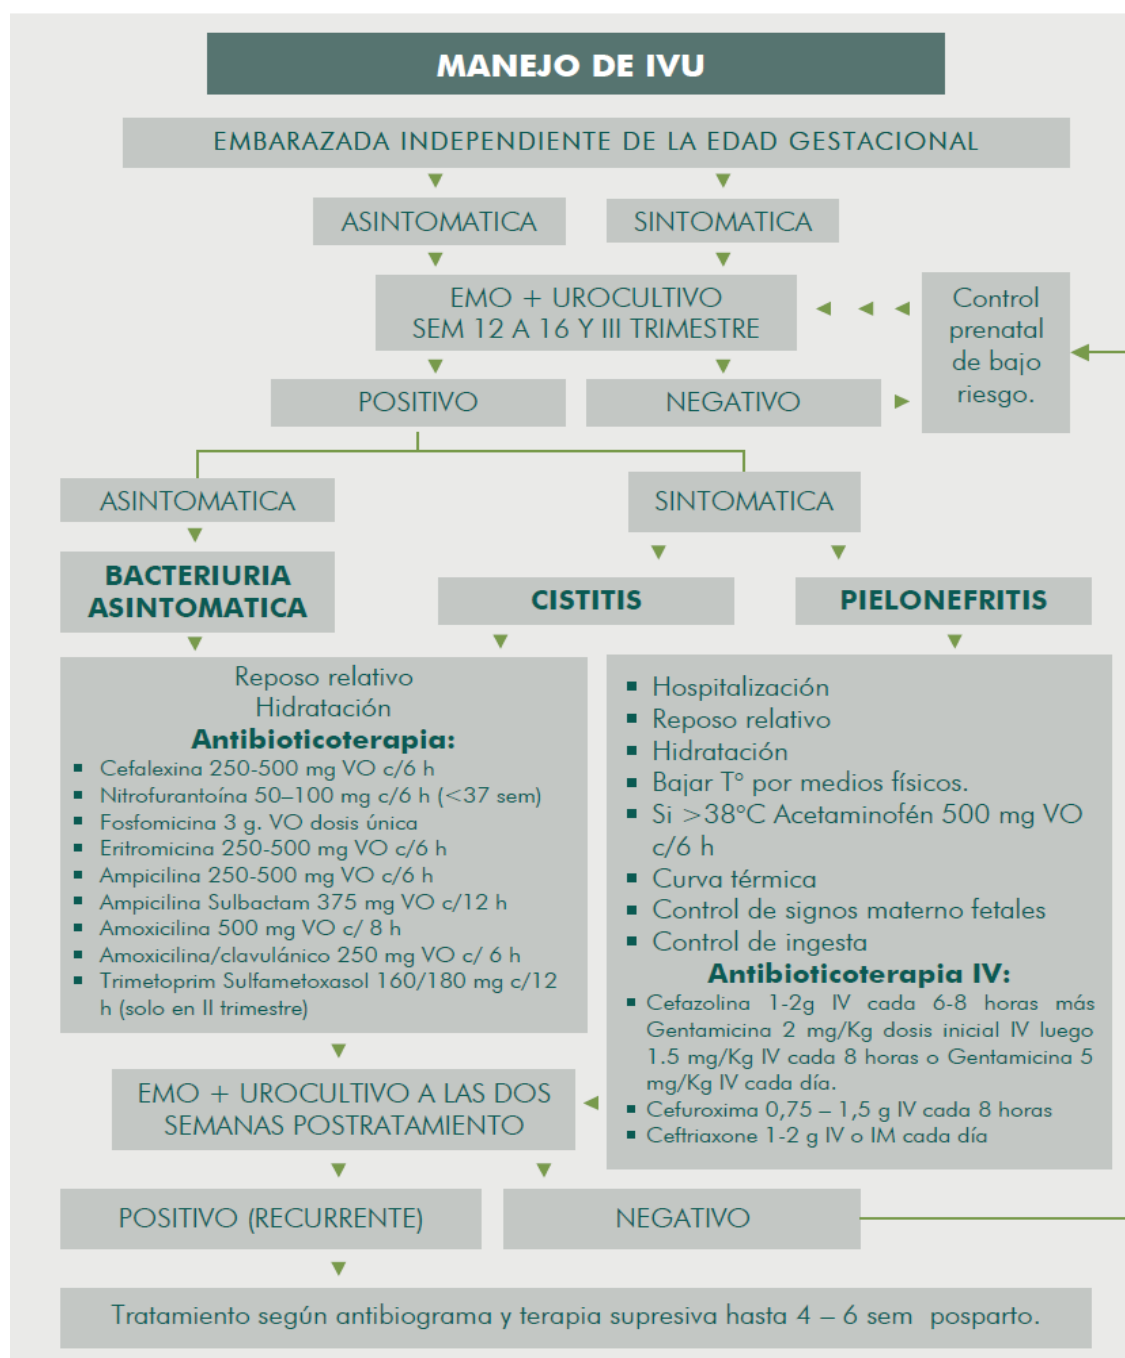 MANEJO DE IVU
EMBARAZADA INDEPENDIENTE DE LA EDAD GESTACIONAL
ASINTOMATICA
SINTOMATICA
EMO + UROCULTIVO
SEM 12 A 16 Y III TRIMESTRE
Control
prenatal
de bajo
riesgo.
POSITIVO
NEGATIVO
ASINTOMATICA
SINTOMATICA
BACTERIURIA
ASINTOMATICA
CISTITIS
PIELONEFRITIS
Reposo relativo
Hidratación
Antibioticoterapia:
▪ Cefalexina 250-500 mg VO c/6 h
▪ Nitrofurantoína 50–100 mg c/6 h (<37 sem)
▪ Fosfomicina 3 g. VO dosis única
▪ Eritromicina 250-500 mg VO c/6 h
▪ Ampicilina 250-500 mg VO c/6 h
▪ Ampicilina Sulbactam 375 mg VO c/12 h
▪ Amoxicilina 500 mg VO c/ 8 h
▪ Amoxicilina/clavulánico 250 mg VO c/ 6 h
▪ Trimetoprim Sulfametoxasol 160/180 mg c/12
h (solo en II trimestre)
▪ Hospitalización
▪ Reposo relativo
▪ Hidratación
▪ Bajar T° por medios físicos.
▪ Si >38°C Acetaminofén 500 mg VO
c/6 h
▪ Curva térmica
▪ Control de signos materno fetales
▪ Control de ingesta
Antibioticoterapia IV:
▪ Cefazolina 1-2g IV cada 6-8 horas más
Gentamicina 2 mg/Kg dosis inicial IV luego
1.5 mg/Kg IV cada 8 horas o Gentamicina 5
mg/Kg IV cada día.
▪ Cefuroxima 0,75 – 1,5 g IV cada 8 horas
▪ Ceftriaxone 1-2 g IV o IM cada día
EMO + UROCULTIVO A LAS DOS
SEMANAS POSTRATAMIENTO
POSITIVO (RECURRENTE)
NEGATIVO
Tratamiento según antibiograma y terapia supresiva hasta 4 – 6 sem posparto.